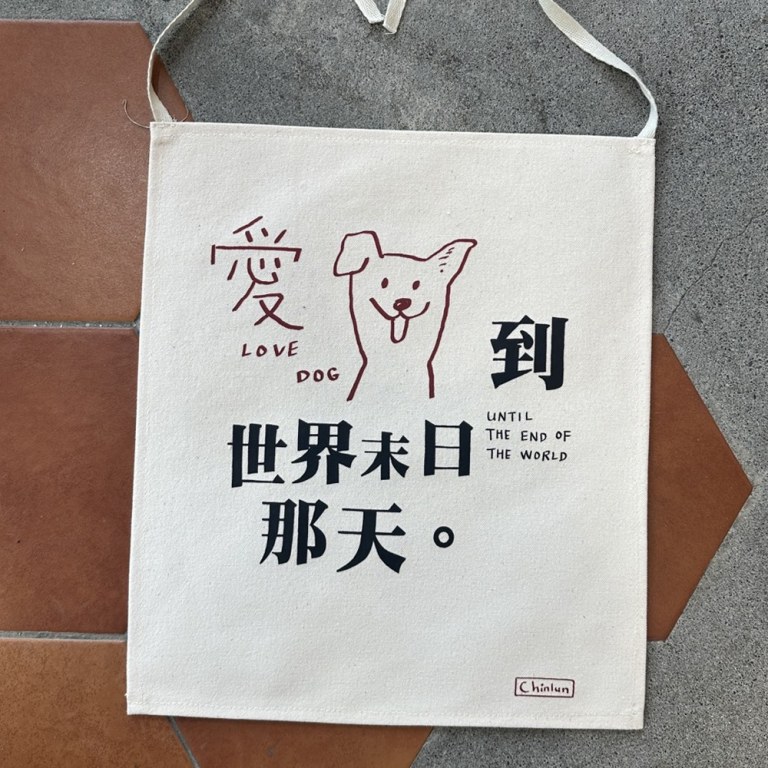 愛
LOVE
DOG
到
UNTIL
THE END OF
THE WORLD
世界末日
那天。
Chinlun